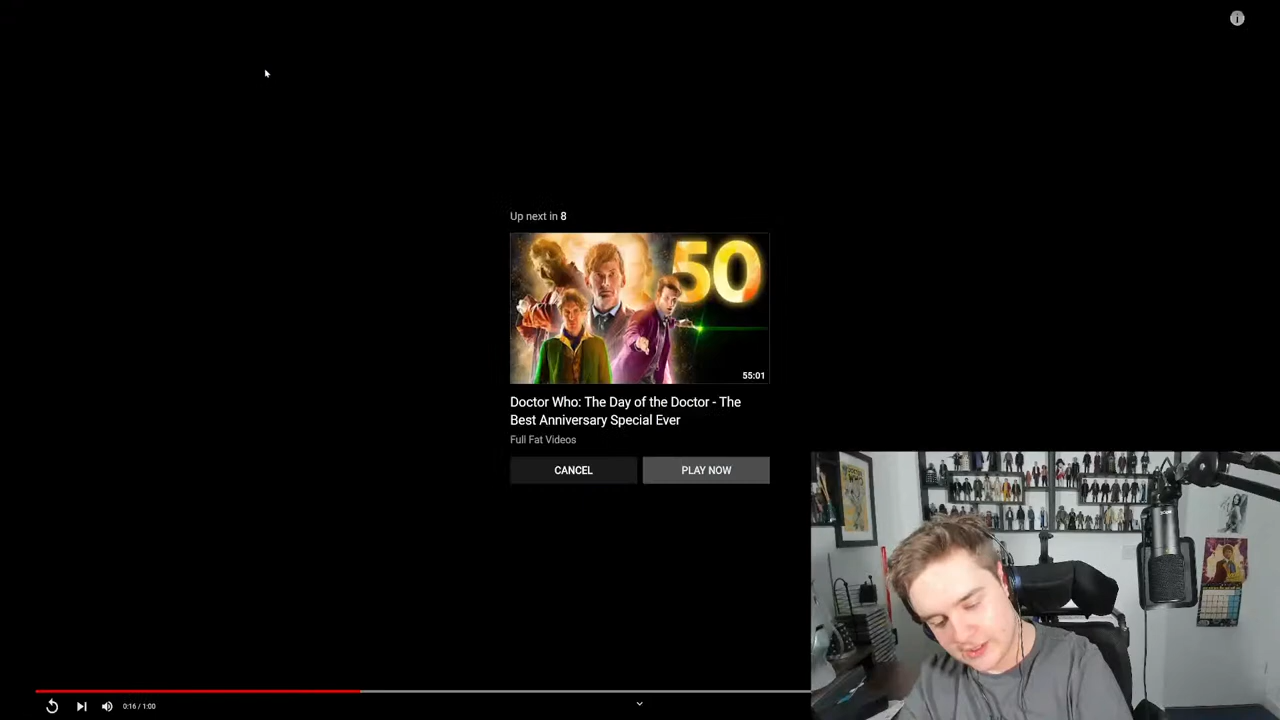 Up next in 8
50
55:01
Doctor Who: The Day of the Doctor - The
Best Anniversary Special Ever
Full Fat Videos
CANCEL
PLAY NOW
0:16 / 1:00